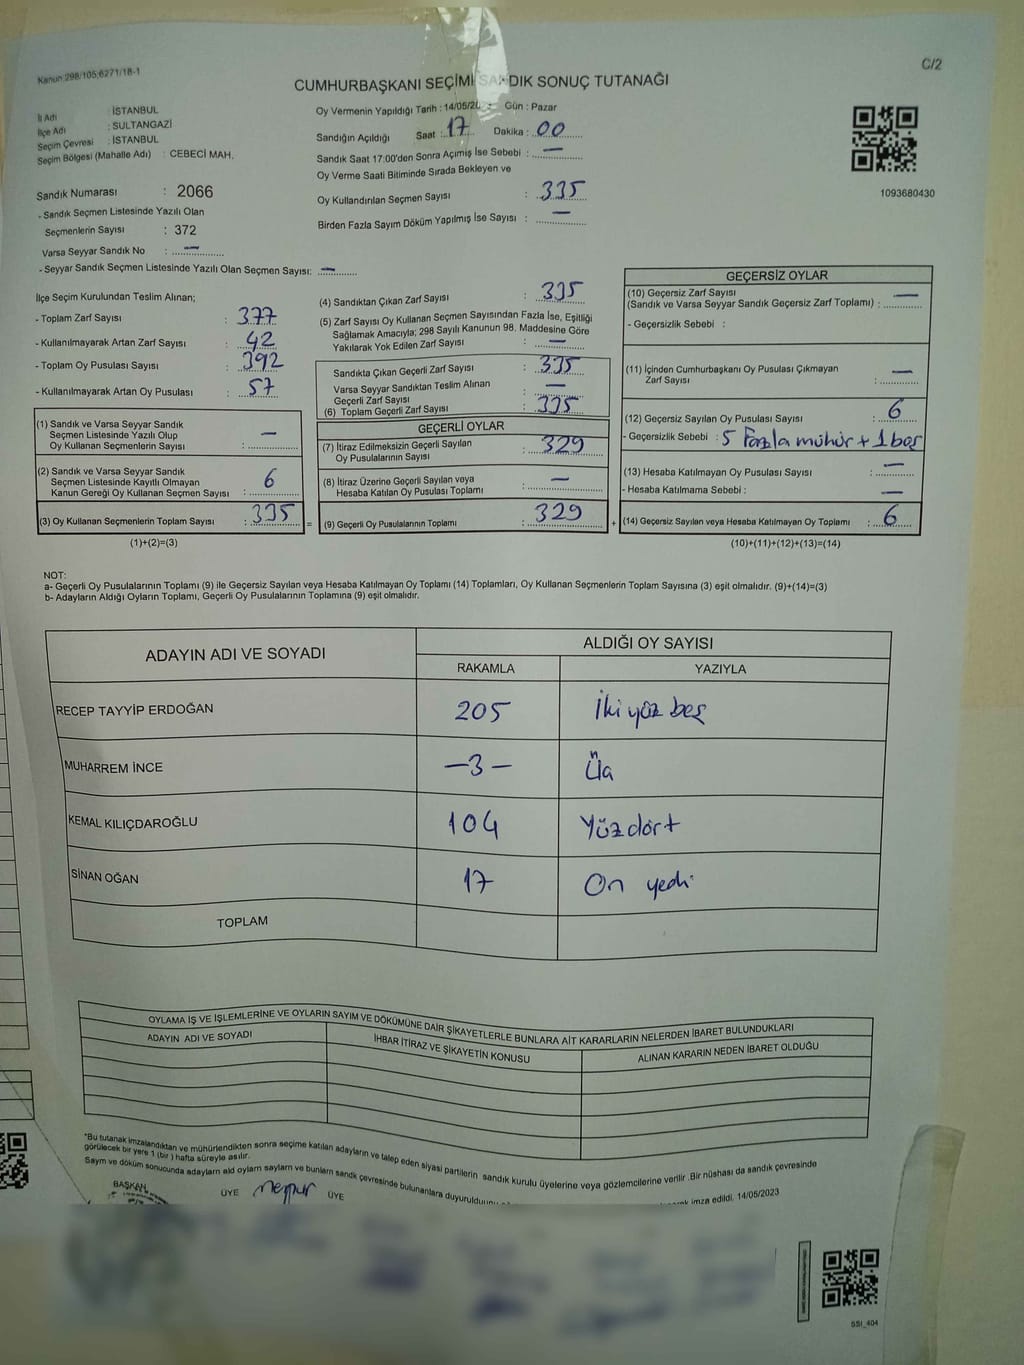 Kanun:298/105;6271/18-1
C/2
CUMHURBAŞKANI SEÇİMİ SANDIK SONUÇ TUTANAĞI
İl Adı : İSTANBUL
İlçe Adı : SULTANGAZİ
Seçim Çevresi : İSTANBUL
Seçim Bölgesi (Mahalle Adı) : CEBECİ MAH.
Sandık Numarası : 2066
- Sandık Seçmen Listesinde Yazılı Olan
Seçmenlerin Sayısı : 372
Varsa Seyyar Sandık No : —
- Seyyar Sandık Seçmen Listesinde Yazılı Olan Seçmen Sayısı: —
Oy Vermenin Yapıldığı Tarih : 14/05/20 Gün : Pazar
Sandığın Açıldığı Saat : 17 Dakika : 00
Sandık Saat 17:00'den Sonra Açımış İse Sebebi : —
Oy Verme Saati Bitiminde Sırada Bekleyen ve
Oy Kullandırılan Seçmen Sayısı : 335
Birden Fazla Sayım Döküm Yapılmış İse Sayısı : —
1093680430
İlçe Seçim Kurulundan Teslim Alınan;
- Toplam Zarf Sayısı : 377
- Kullanılmayarak Artan Zarf Sayısı : 42
- Toplam Oy Pusulası Sayısı : 392
- Kullanılmayarak Artan Oy Pusulası : 57
(1) Sandık ve Varsa Seyyar Sandık
Seçmen Listesinde Yazılı Olup
Oy Kullanan Seçmenlerin Sayısı : —
(2) Sandık ve Varsa Seyyar Sandık
Seçmen Listesinde Kayıtlı Olmayan
Kanun Gereği Oy Kullanan Seçmen Sayısı : 6
(3) Oy Kullanan Seçmenlerin Toplam Sayısı : 335 =
(1)+(2)=(3)
(4) Sandıktan Çıkan Zarf Sayısı : 335
(5) Zarf Sayısı Oy Kullanan Seçmen Sayısından Fazla İse, Eşitliği
Sağlamak Amacıyla; 298 Sayılı Kanunun 98. Maddesine Göre
Yakılarak Yok Edilen Zarf Sayısı : —
Sandıkta Çıkan Geçerli Zarf Sayısı : 335
Varsa Seyyar Sandıktan Teslim Alınan
Geçerli Zarf Sayısı : —
(6) Toplam Geçerli Zarf Sayısı : 335
GEÇERLİ OYLAR
(7) İtiraz Edilmeksizin Geçerli Sayılan
Oy Pusulalarının Sayısı : 329
(8) İtiraz Üzerine Geçerli Sayılan veya
Hesaba Katılan Oy Pusulası Toplamı : —
(9) Geçerli Oy Pusulalarının Toplamı : 329 +
GEÇERSİZ OYLAR
(10) Geçersiz Zarf Sayısı
(Sandık ve Varsa Seyyar Sandık Geçersiz Zarf Toplamı) : —
- Geçersizlik Sebebi :
(11) İçinden Cumhurbaşkanı Oy Pusulası Çıkmayan
Zarf Sayısı : —
(12) Geçersiz Sayılan Oy Pusulası Sayısı : 6
- Geçersizlik Sebebi : 5 Fazla mühür + 1 boş
(13) Hesaba Katılmayan Oy Pusulası Sayısı : —
- Hesaba Katılmama Sebebi : —
(14) Geçersiz Sayılan veya Hesaba Katılmayan Oy Toplamı : 6
(10)+(11)+(12)+(13)=(14)
NOT:
a- Geçerli Oy Pusulalarının Toplamı (9) ile Geçersiz Sayılan veya Hesaba Katılmayan Oy Toplamı (14) Toplamları, Oy Kullanan Seçmenlerin Toplam Sayısına (3) eşit olmalıdır. (9)+(14)=(3)
b- Adayların Aldığı Oyların Toplamı, Geçerli Oy Pusulalarının Toplamına (9) eşit olmalıdır.
ADAYIN ADI VE SOYADI ALDIĞI OY SAYISI
RAKAMLA YAZIYLA
RECEP TAYYİP ERDOĞAN 205 İki yüz beş
MUHARREM İNCE —3— Üç
KEMAL KILIÇDAROĞLU 104 Yüzdört
SİNAN OĞAN 17 On yedi
TOPLAM
OYLAMA İŞ VE İŞLEMLERİNE VE OYLARIN SAYIM VE DÖKÜMÜNE DAİR ŞİKAYETLERLE BUNLARA AİT KARARLARIN NELERDEN İBARET BULUNDUKLARI
ADAYIN ADI VE SOYADI İHBAR İTİRAZ VE ŞİKAYETİN KONUSU ALINAN KARARIN NEDEN İBARET OLDUĞU
*Bu tutanak imzalandıktan ve mühürlendikten sonra seçime katılan adayların ve talep eden siyasi partilerin sandık kurulu üyelerine veya gözlemcilerine verilir .Bir nüshası da sandık çevresinde
görülecek bir yere 1 (bir ) hafta süreyle asılır.
Sayım ve döküm sonucunda adayların ald oyların sayların ve bunların sandık çevresinde bulunanlara duyurulduğu imza edildi. 14/05/2023
BAŞKAN ÜYE ÜYE
SSI_404